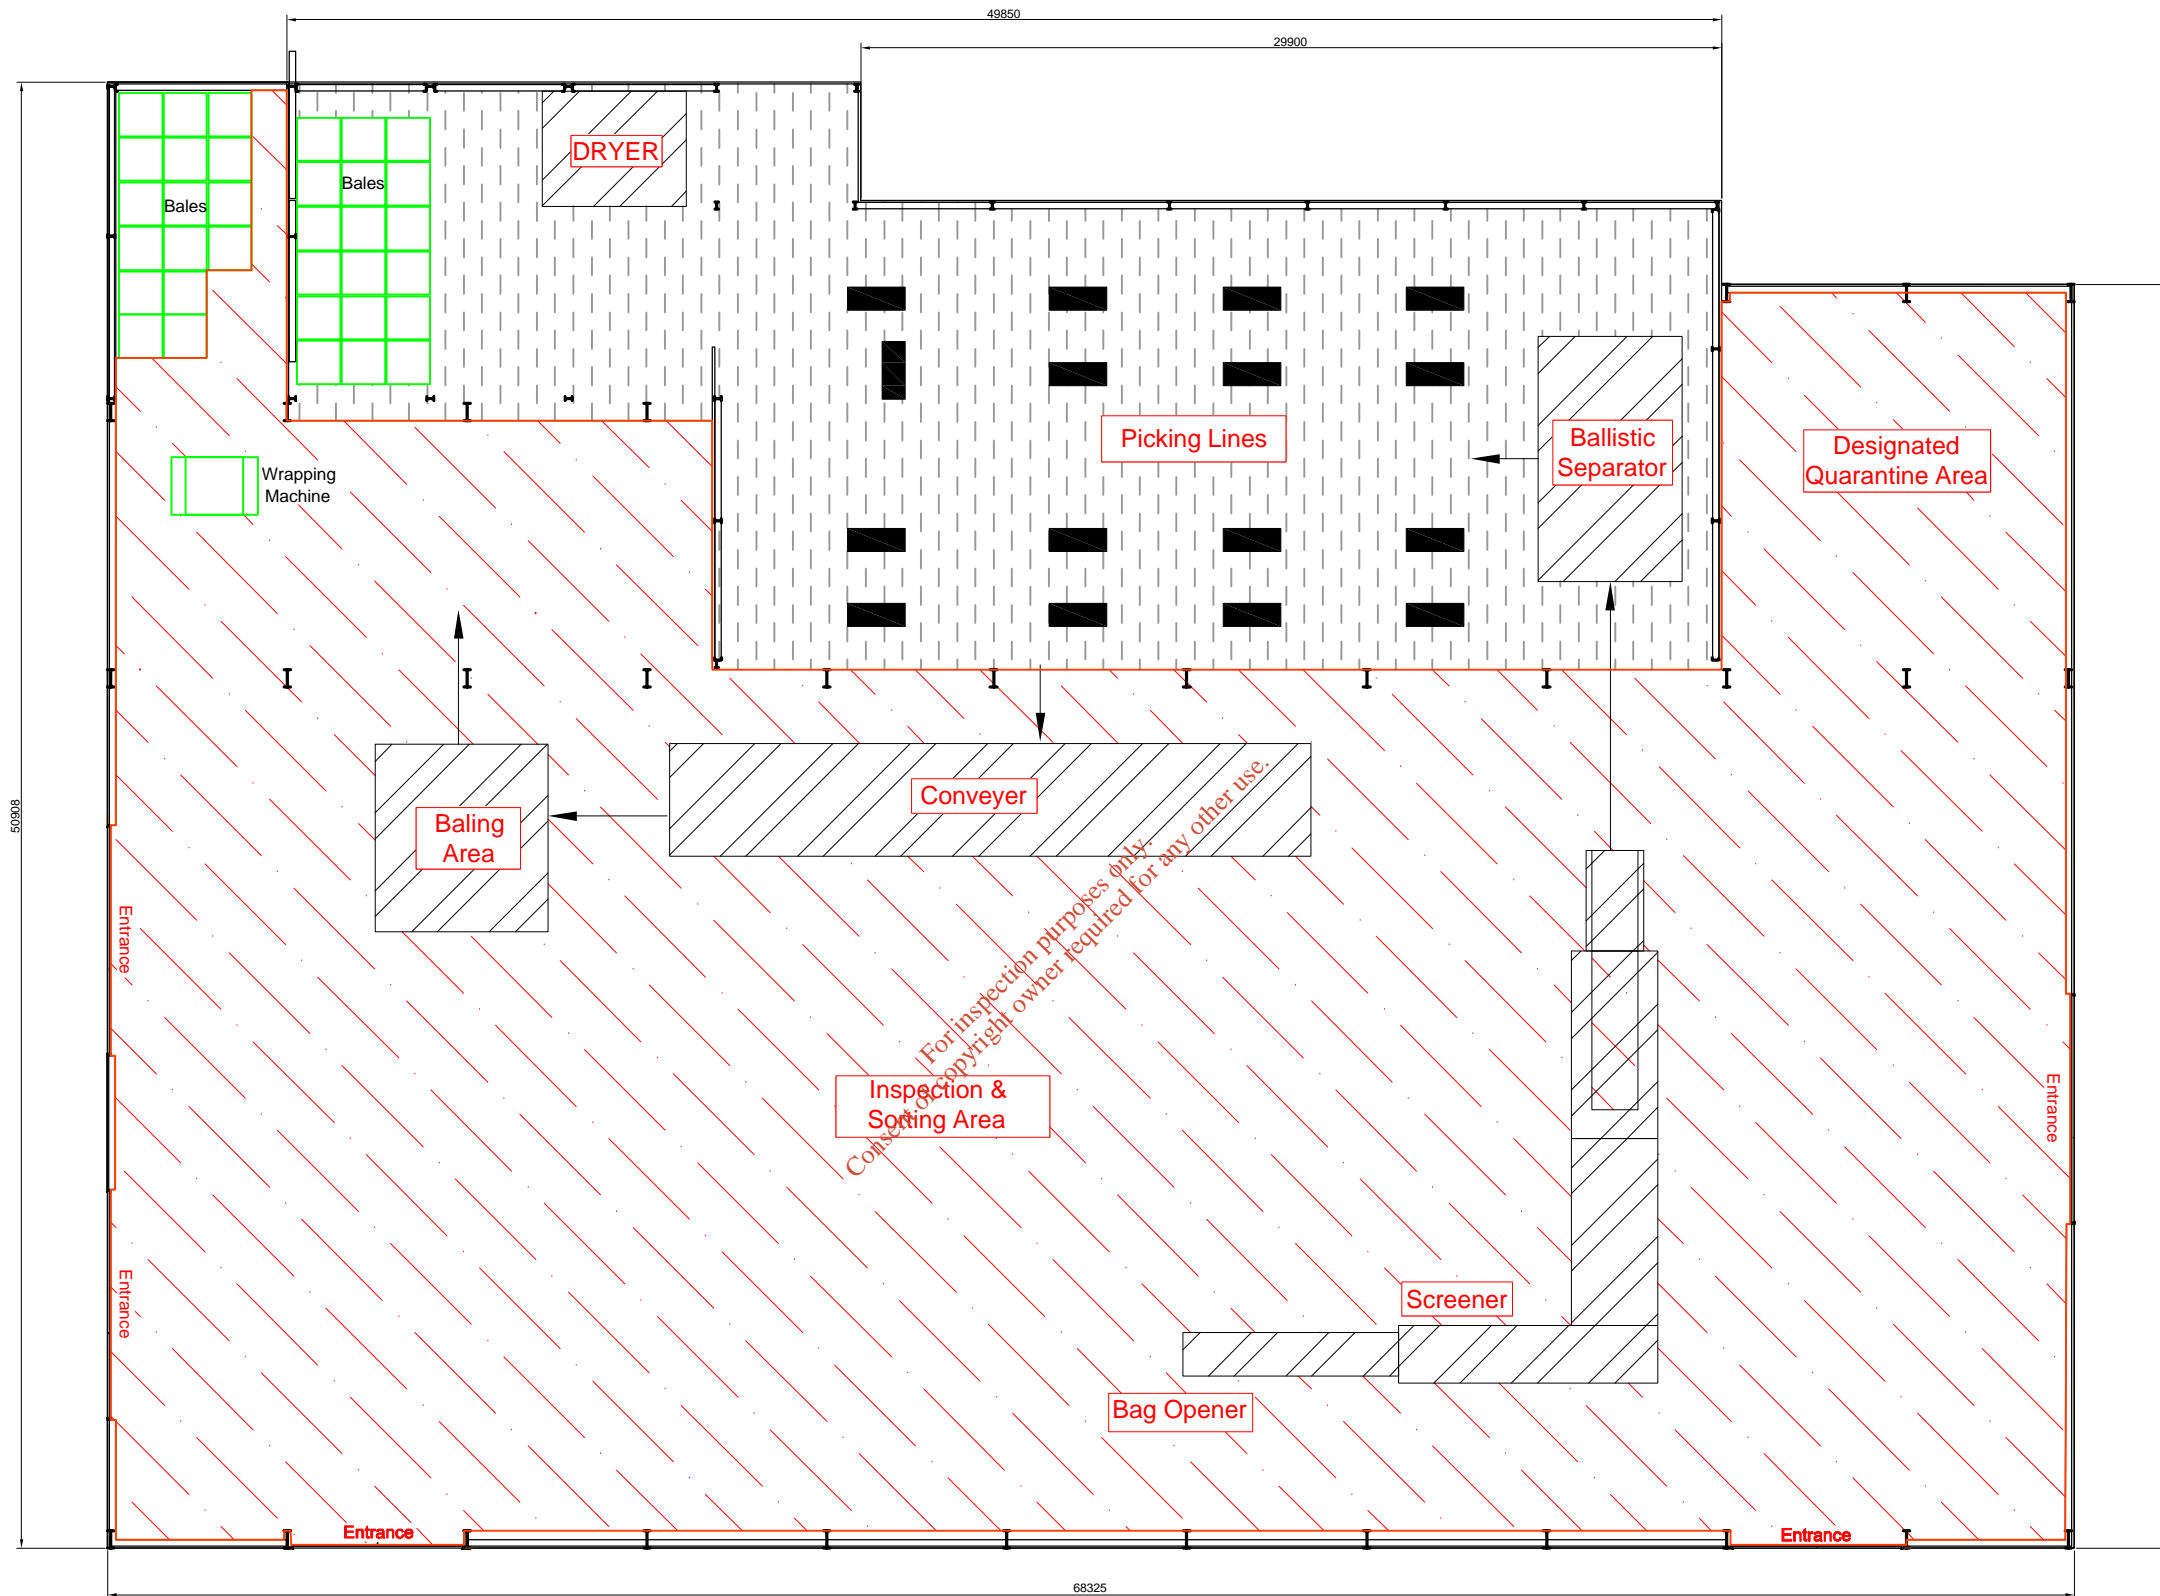 49850
29900
DRYER
Bales
Bales
Picking Lines
Ballistic
Separator
Designated
Quarantine Area
Wrapping
Machine
50908
Conveyer
Baling
Area
For inspection purposes only.
Consent of copyright owner required for any other use.
Entrance
Entrance
Inspection &
Sorting Area
Entrance
Screener
Bag Opener
Entrance
Entrance
68325